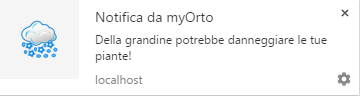 Notifica da myOrto
Della grandine potrebbe danneggiare le tue
piante!
localhost